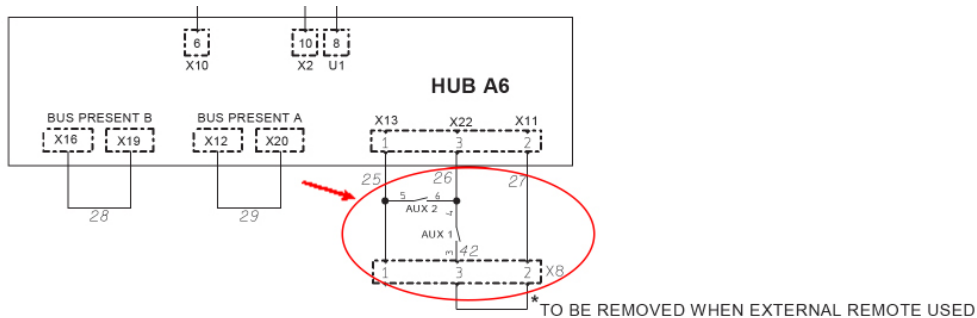 6 10 8
X10 X2 U1
HUB A6
BUS PRESENT B BUS PRESENT A X13 X22 X11
X16 X19 X12 X20 1 3 2
25 26 27
5 6
AUX 2
4
28 29
AUX 1
3 42
1 3 2 X8
*TO BE REMOVED WHEN EXTERNAL REMOTE USED